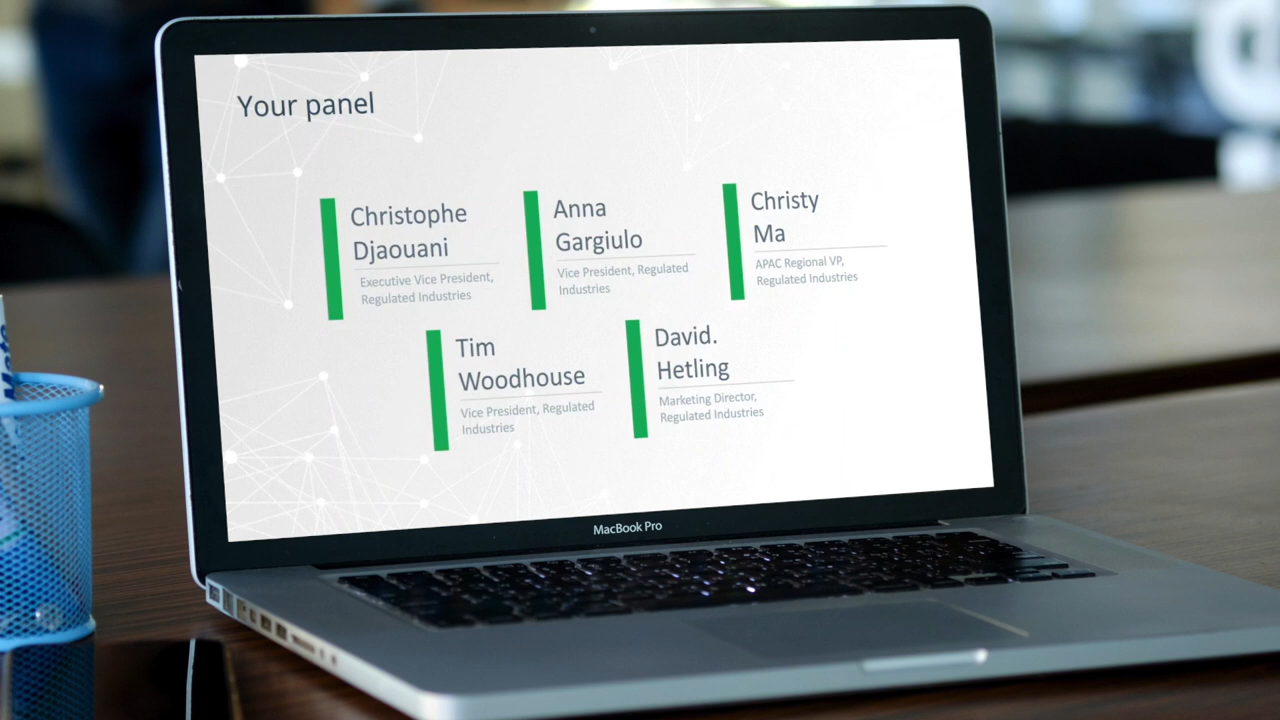 Your panel
Christophe
Djaouani
Executive Vice President,
Regulated Industries
Anna
Gargiulo
Vice President, Regulated
Industries
Christy
Ma
APAC Regional VP,
Regulated Industries
Tim
Woodhouse
Vice President, Regulated
Industries
David.
Hetling
Marketing Director,
Regulated Industries
MacBook Pro